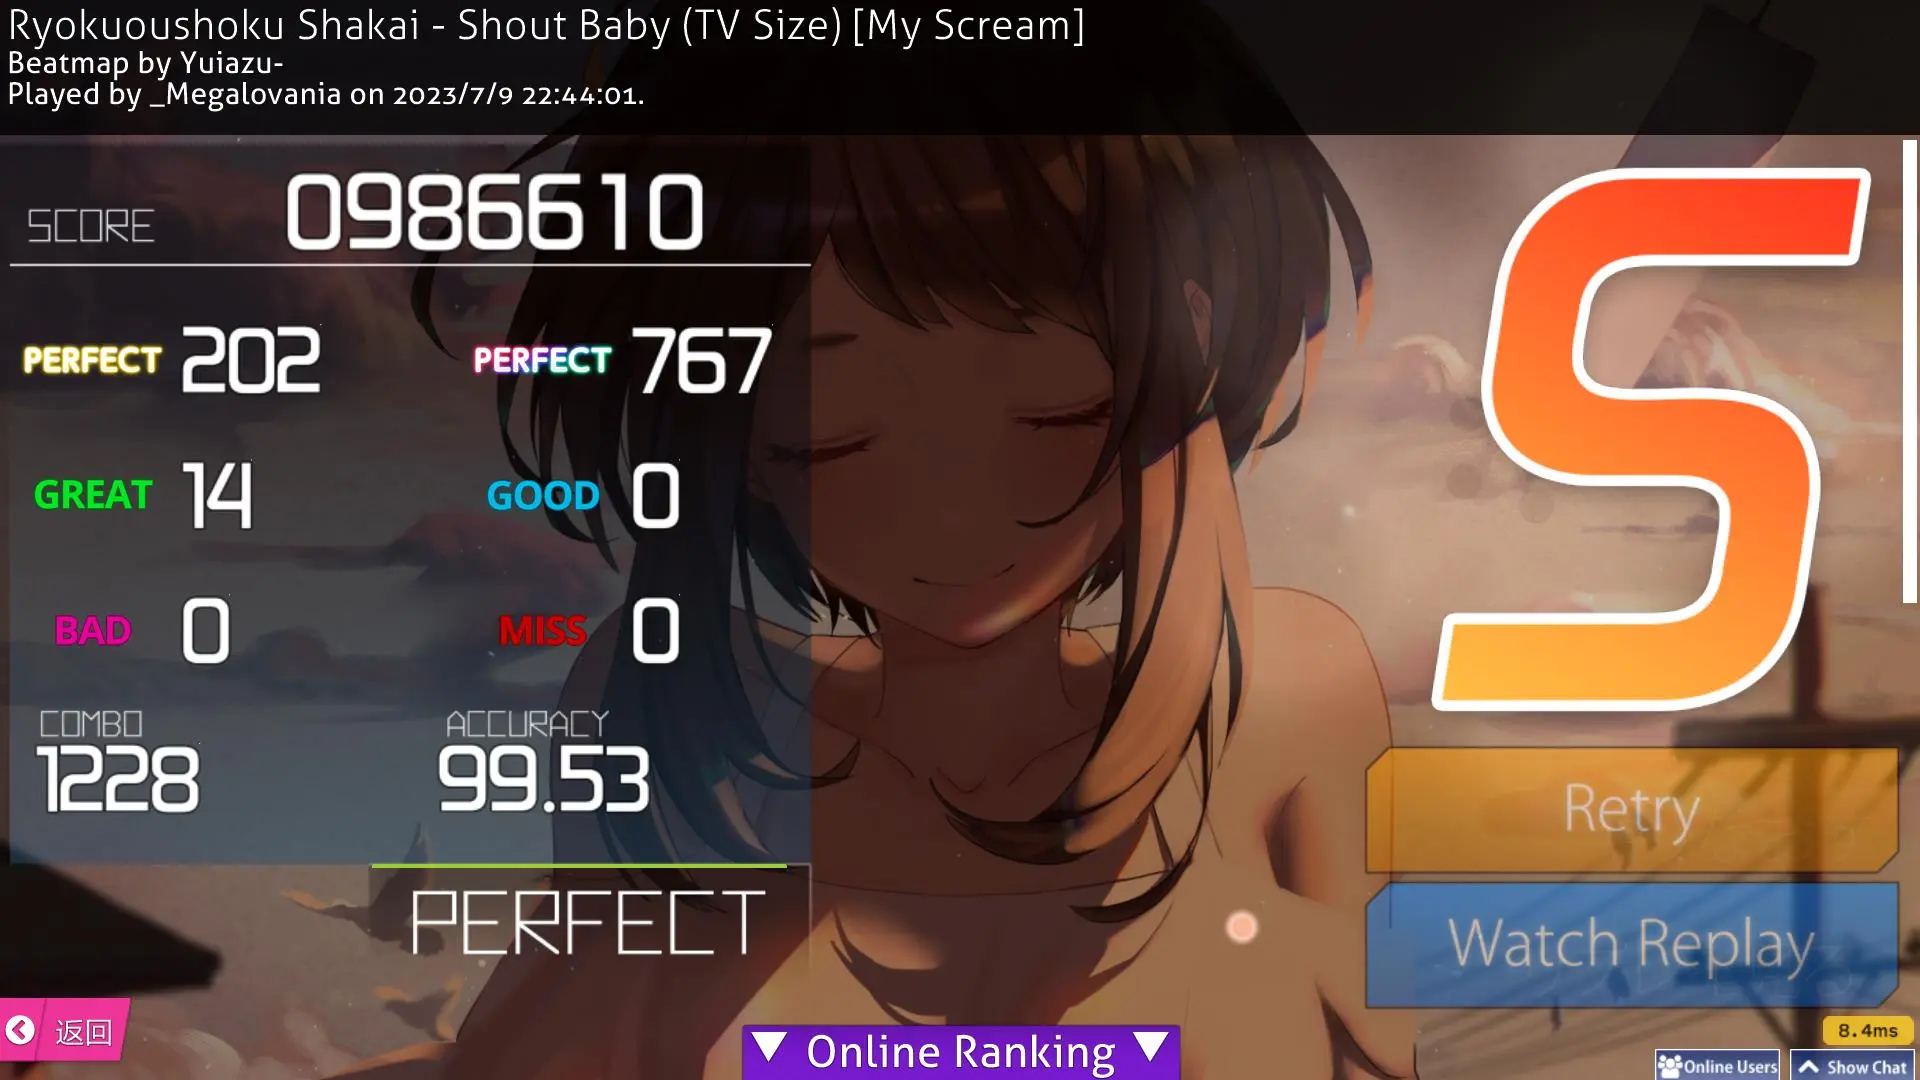 Ryokuoushoku Shakai - Shout Baby (TV Size) [My Scream]
Beatmap by Yuiazu-
Played by _Megalovania on 2023/7/9 22:44:01.
SCORE 0986610
PERFECT 202 PERFECT 767
GREAT 14 GOOD 0
BAD 0 MISS 0
COMBO ACCURACY
1228 99.53
PERFECT
Retry
Watch Replay
返回
Online Ranking
8.4ms
Online Users Show Chat